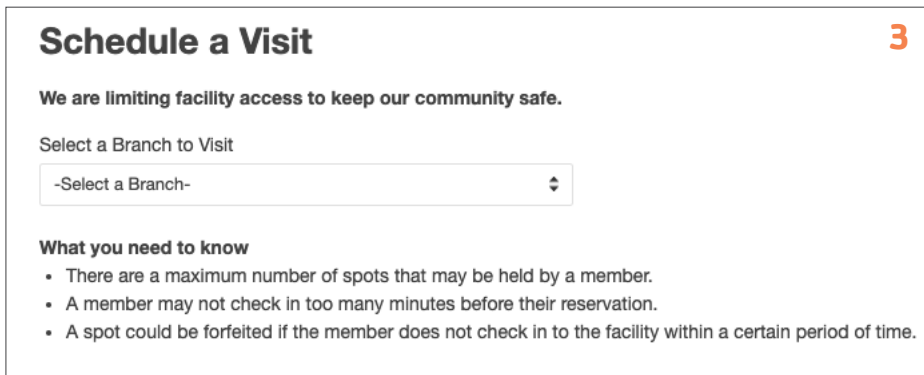 Schedule a Visit
3
We are limiting facility access to keep our community safe.
Select a Branch to Visit
-Select a Branch-
What you need to know
• There are a maximum number of spots that may be held by a member.
• A member may not check in too many minutes before their reservation.
• A spot could be forfeited if the member does not check in to the facility within a certain period of time.